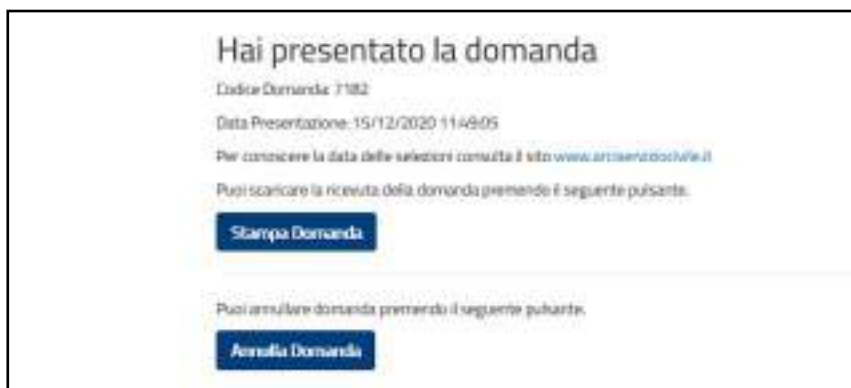 Hai presentato la domanda
Codice Domanda: 7182
Data Presentazione: 15/12/2020 11:49:05
Per conoscere la data delle selezioni consulta il sito www.arciserviziocivile.it
Puoi scaricare la ricevuta della domanda premendo il seguente pulsante.
Stampa Domanda
Puoi annullare domanda premendo il seguente pulsante.
Annulla Domanda